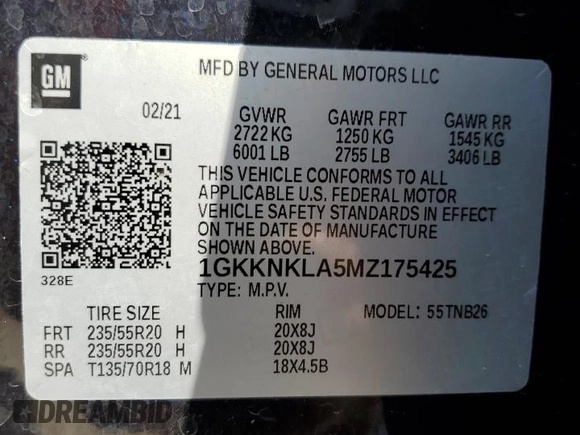 GM
MFD BY GENERAL MOTORS LLC
02/21 GVWR GAWR FRT GAWR RR
2722 KG 1250 KG 1545 KG
6001 LB 2755 LB 3406 LB
THIS VEHICLE CONFORMS TO ALL
APPLICABLE U.S. FEDERAL MOTOR
VEHICLE SAFETY STANDARDS IN EFFECT
ON THE DATE OF MANUFACTURE
SHOWN ABOVE.
328E 1GKKNKLA5MZ175425
TYPE: M.P.V. MODEL: 55TNB26
TIRE SIZE RIM
FRT 235/55R20 H 20X8J
RR 235/55R20 H 20X8J
SPA T135/70R18 M 18X4.5B
DREAMBID